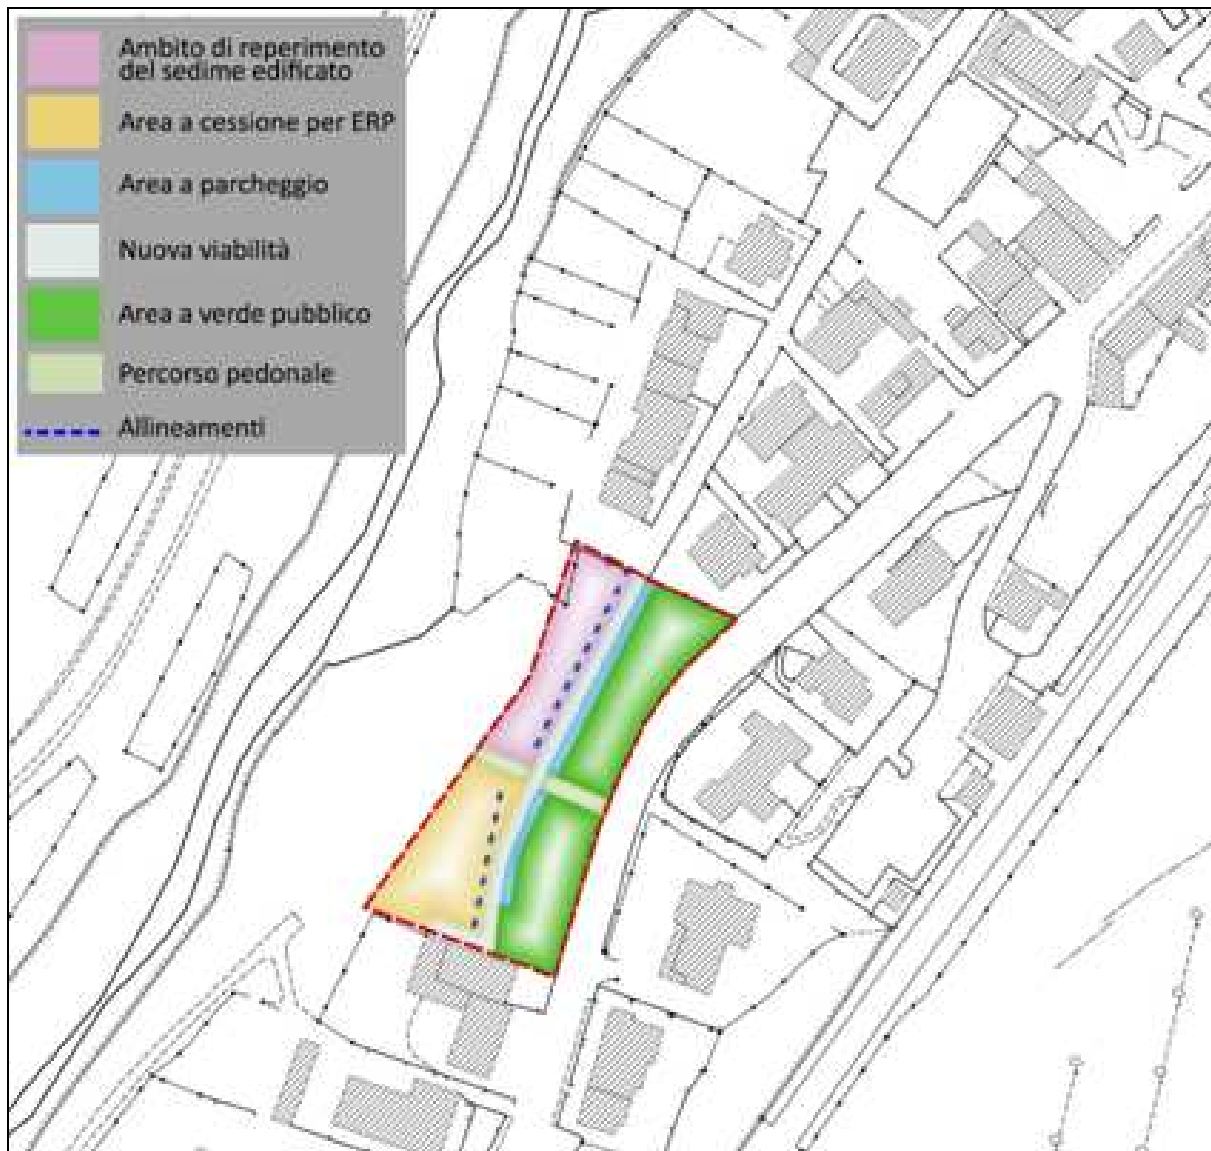 Ambito di reperimento
del sedime edificato
Area a cessione per ERP
Area a parcheggio
Nuova viabilità
Area a verde pubblico
Percorso pedonale
Allineamenti